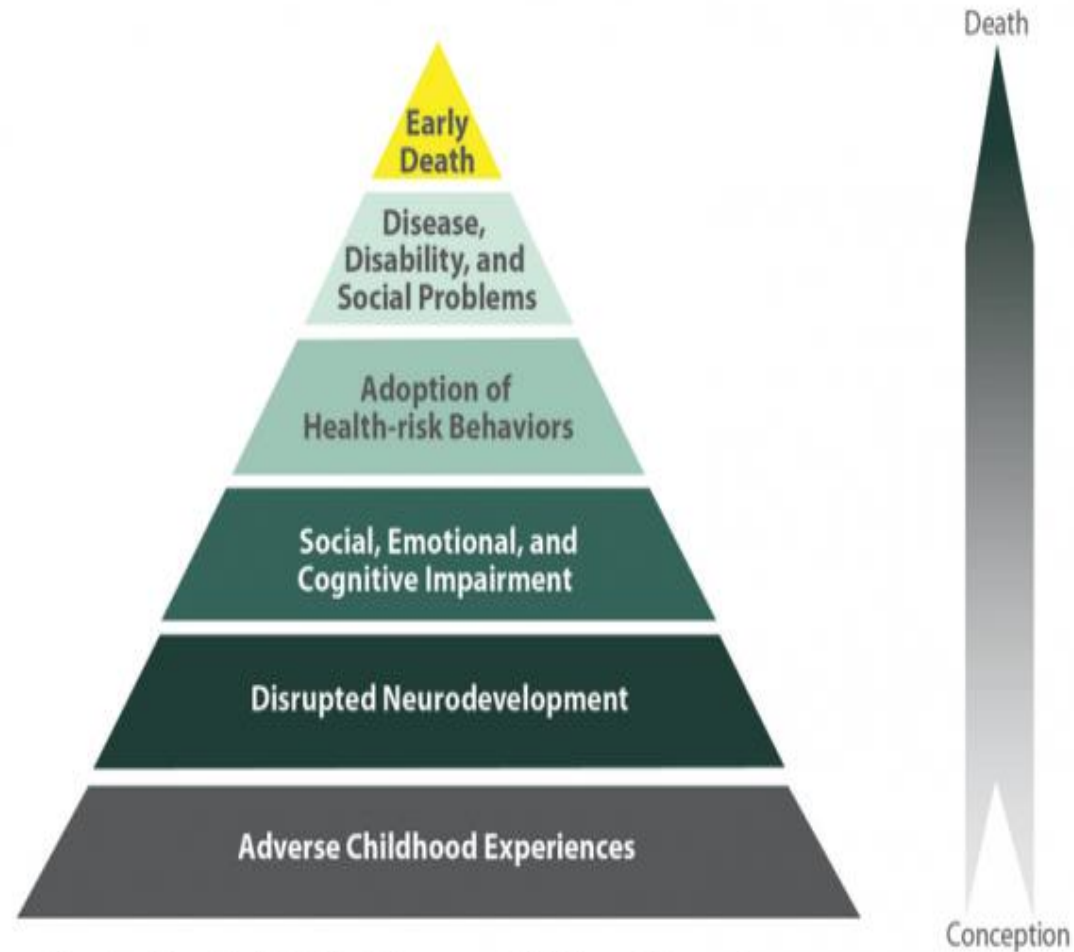 Death
Early
Death
Disease,
Disability, and
Social Problems
Adoption of
Health-risk Behaviors
Social, Emotional, and
Cognitive Impairment
Disrupted Neurodevelopment
Adverse Childhood Experiences
Conception